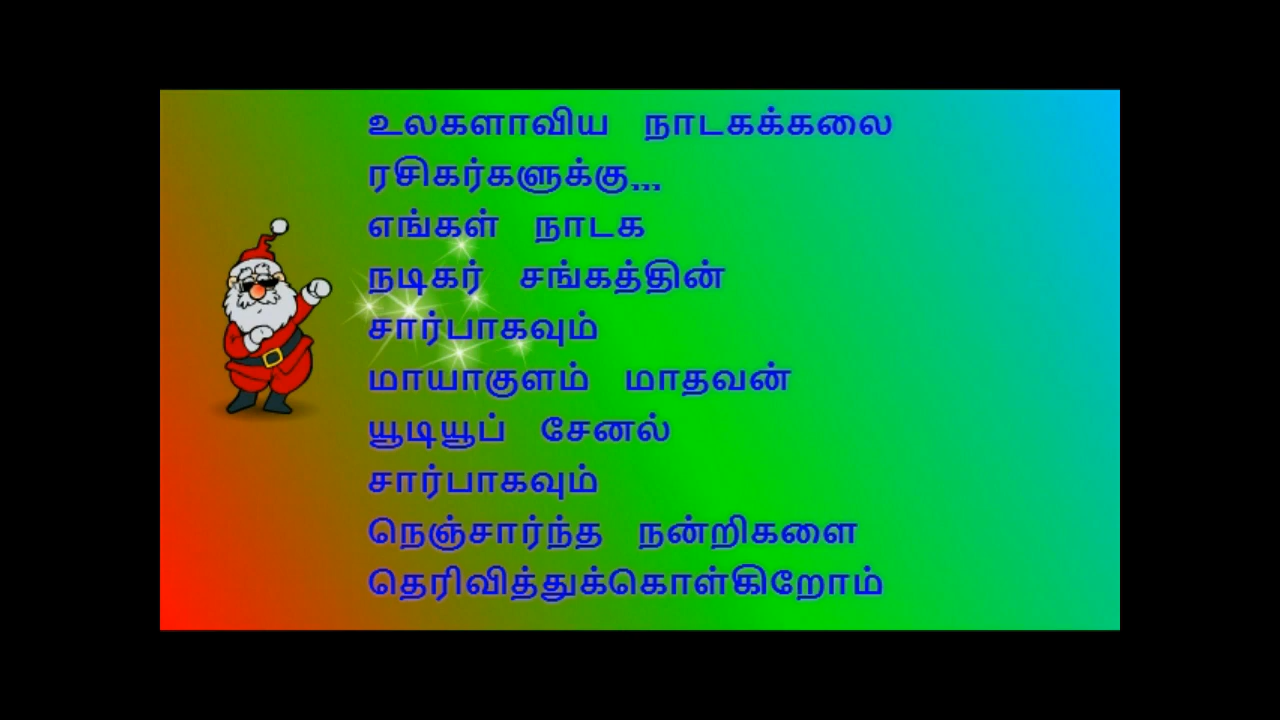 உலகளாவிய நாடகக்கலை
ரசிகர்களுக்கு...
எங்கள் நாடக
நடிகர் சங்கத்தின்
சார்பாகவும்
மாயாகுளம் மாதவன்
யூடியூப் சேனல்
சார்பாகவும்
நெஞ்சார்ந்த நன்றிகளை
தெரிவித்துக்கொள்கிறோம்